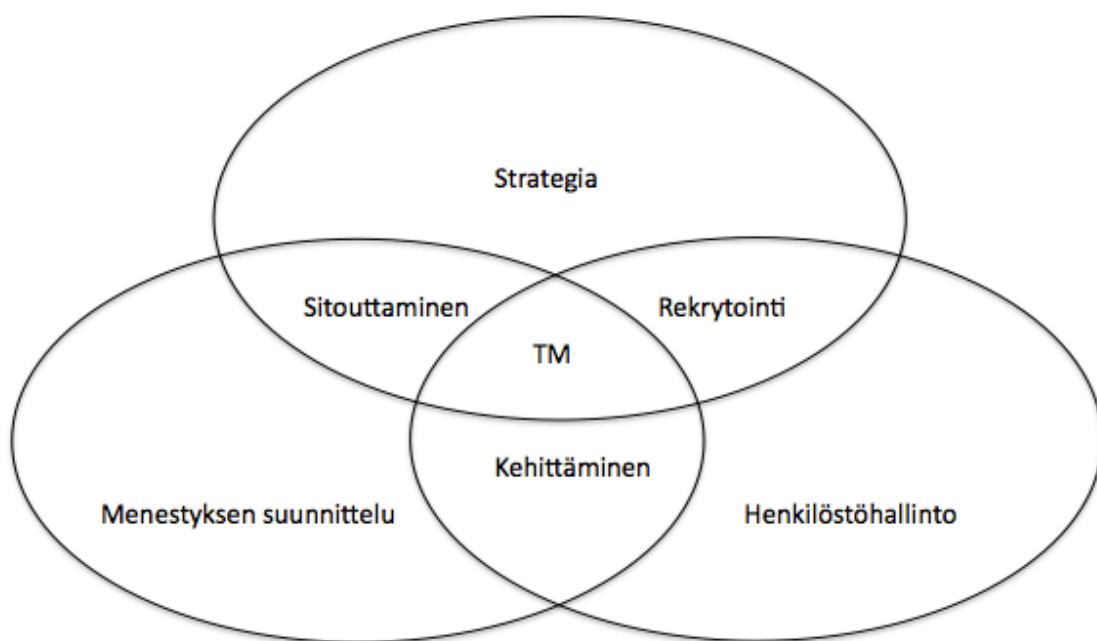 Strategia
Sitouttaminen
Rekrytointi
TM
Kehittäminen
Menestyksen suunnittelu
Henkilöstöhallinto